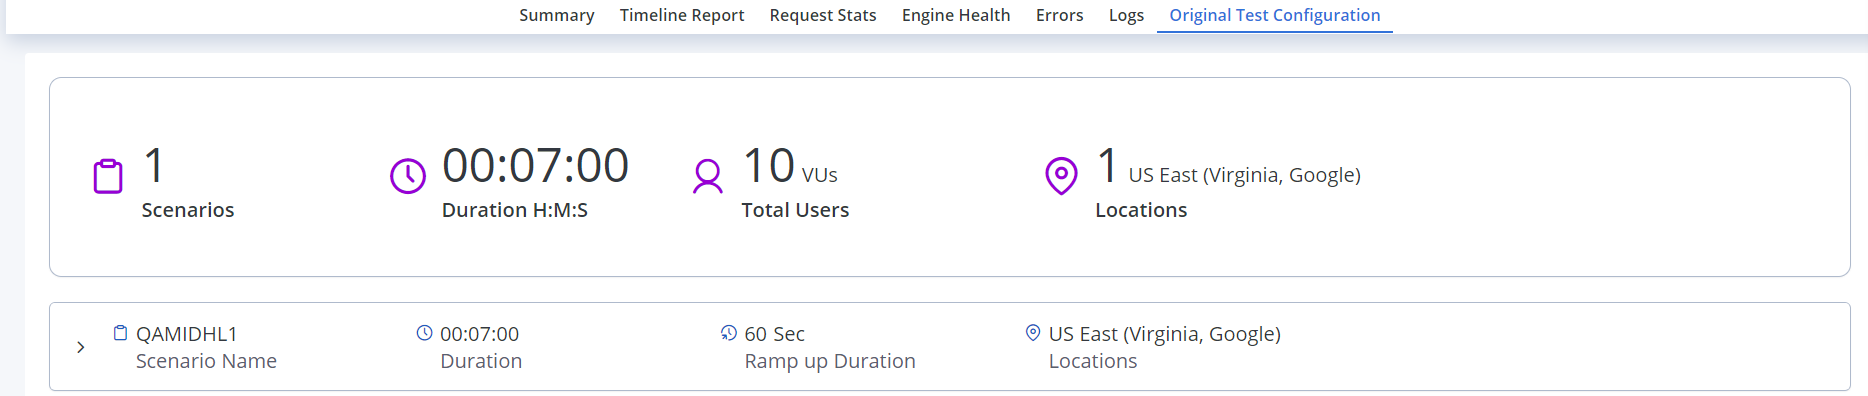 Summary Timeline Report Request Stats Engine Health Errors Logs Original Test Configuration
1 00:07:00 10 VUs 1 US East (Virginia, Google)
Scenarios Duration H:M:S Total Users Locations
QAMIDHL1 00:07:00 60 Sec US East (Virginia, Google)
Scenario Name Duration Ramp up Duration Locations